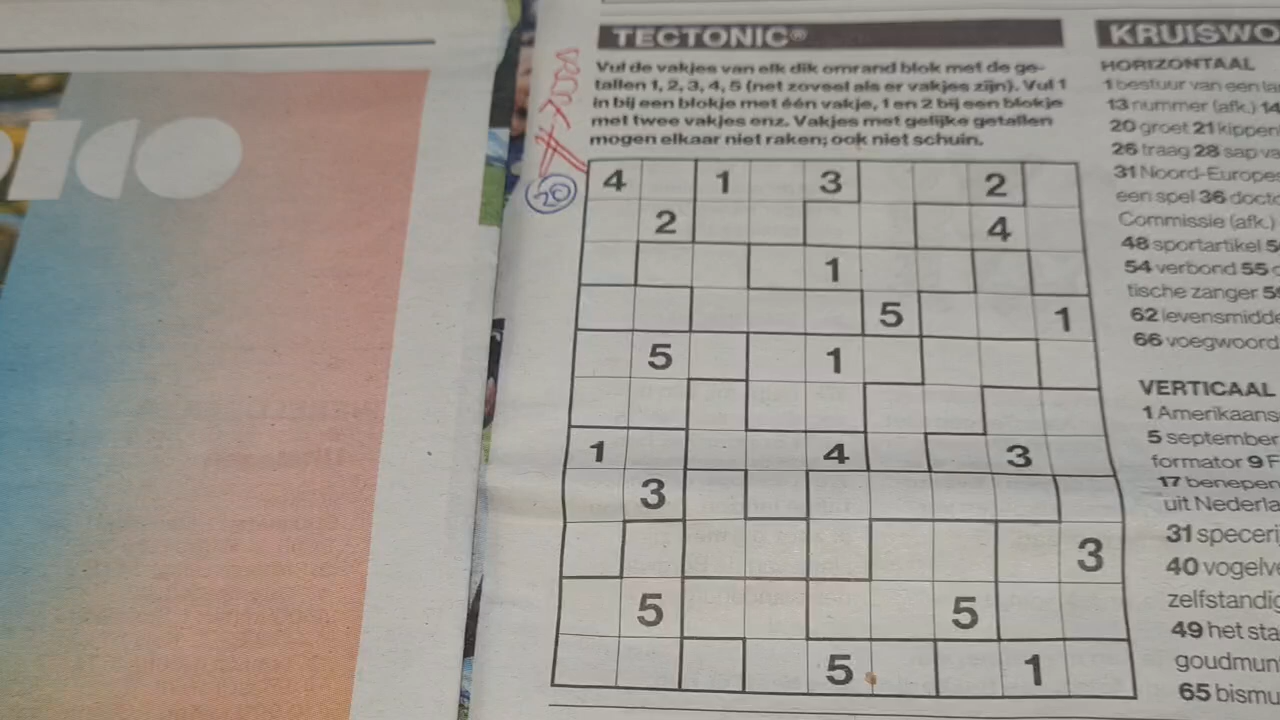 TECTONIC®
Vul de vakjes van elk dik omrand blok met de ge-
tallen 1, 2, 3, 4, 5 (net zoveel als er vakjes zijn). Vul 1
in bij een blokje met één vakje, 1 en 2 bij een blokje
met twee vakjes enz. Vakjes met gelijke getallen
mogen elkaar niet raken; ook niet schuin.
20
4 1 3 2
2 4
1
5 1
5 1
1 4 3
3
3
5 5
5 1
KRUISWO
HORIZONTAAL
1 bestuur van een la
13 nummer (afk.) 14
20 groet 21 kippen
26 traag 28 sap va
31 Noord-Europes
een spel 36 docto
Commissie (afk.)
48 sportartikel 5
54 verbond 55
tische zanger 5
62 levensmidde
66 voegwoord
VERTICAAL
1 Amerikaans
5 september
formator 9 F
17 benepen
uit Nederla
31 specerij
40 vogelve
zelfstandig
49 het sta
goudmun
65 bismu